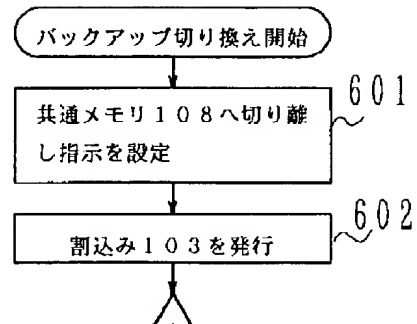 バックアップ切り換え開始
共通メモリ108へ切り離
し指示を設定
601
割込み103を発行
602